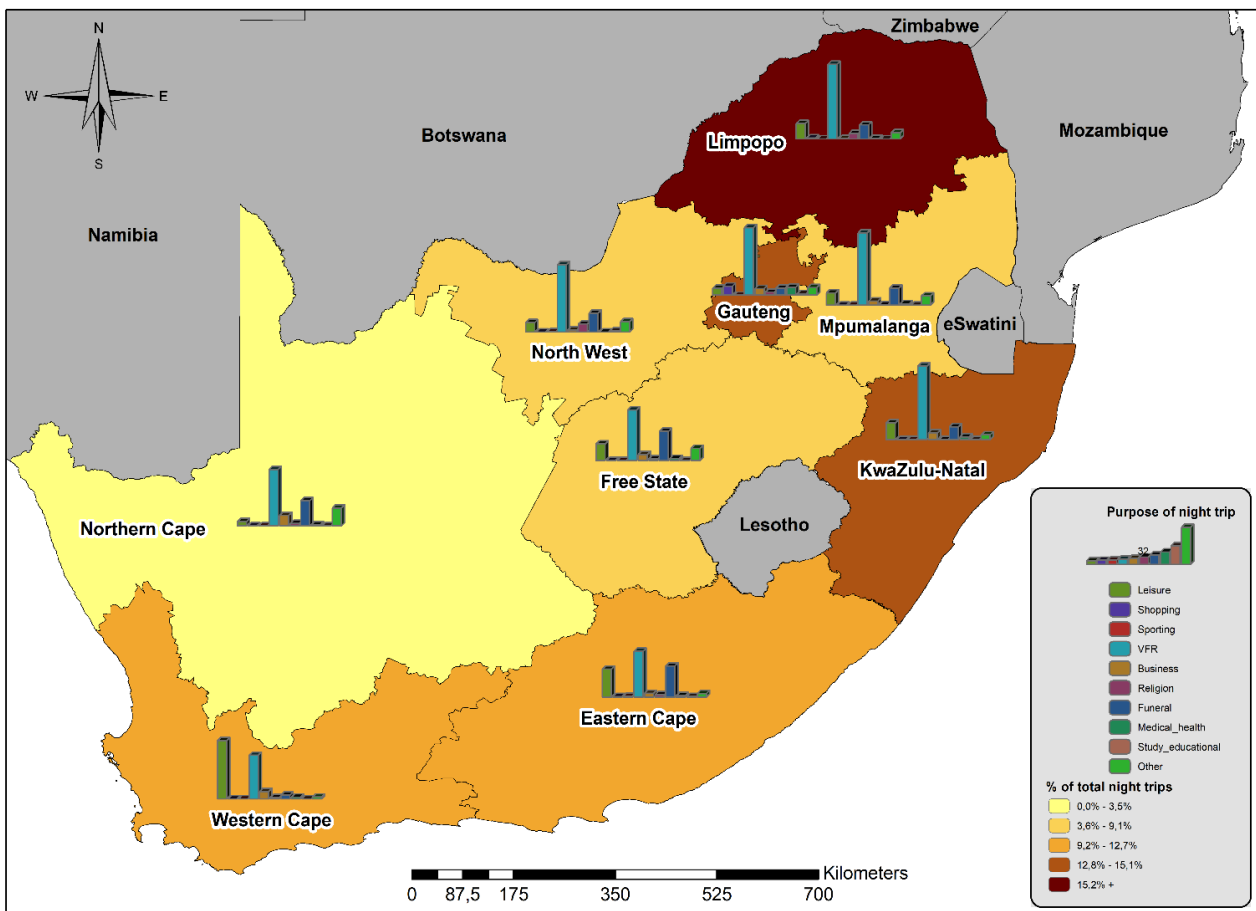 Zimbabwe
N
W
E
S
Botswana
Mozambique
Limpopo
Namibia
Gauteng
Mpumalanga
eSwatini
North West
Free State
KwaZulu-Natal
Northern Cape
Lesotho
Eastern Cape
Western Cape
Purpose of night trip
32
Leisure
Shopping
Sporting
VFR
Business
Religion
Funeral
Medical_health
Study_educational
Other
% of total night trips
0,0% - 3,5%
3,6% - 9,1%
9,2% - 12,7%
12,8% - 15,1%
15,2% +
Kilometers
0 87,5 175 350 525 700